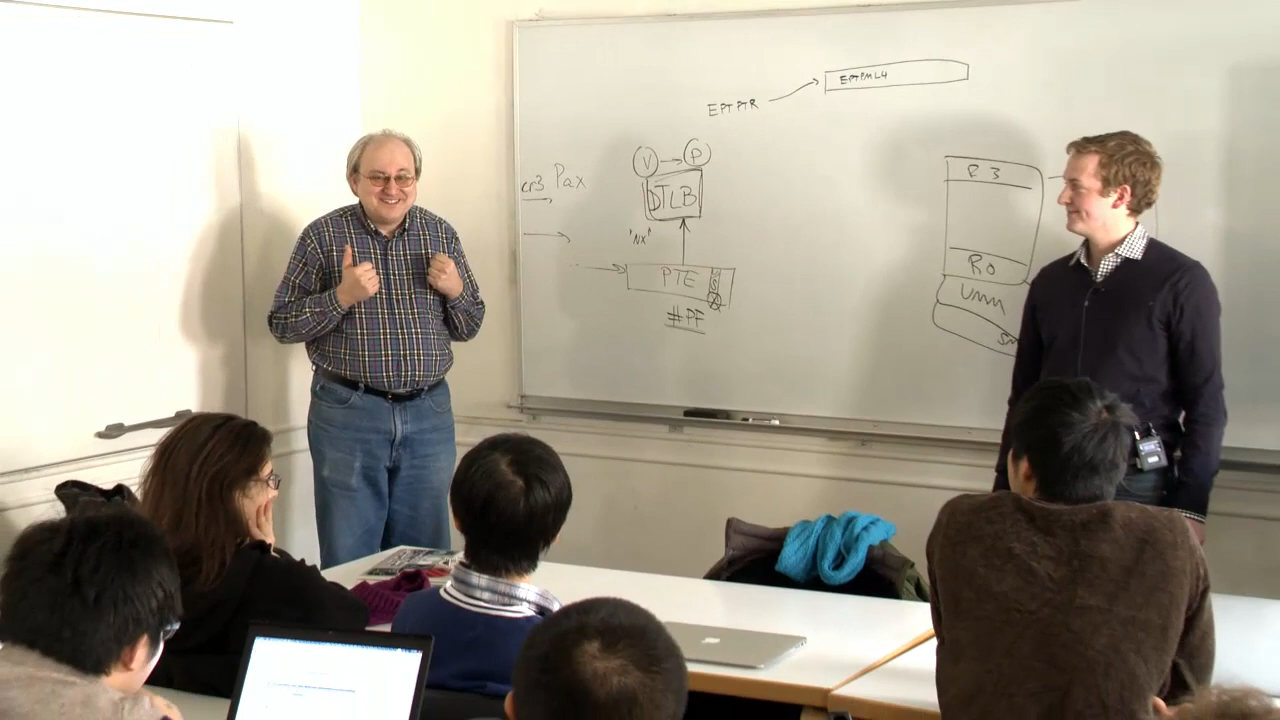 EPTPML4
EPTPTR
V → P
cr3 Pax
DTLB
"NX"
PTE
#PF
R3
R0
VMM